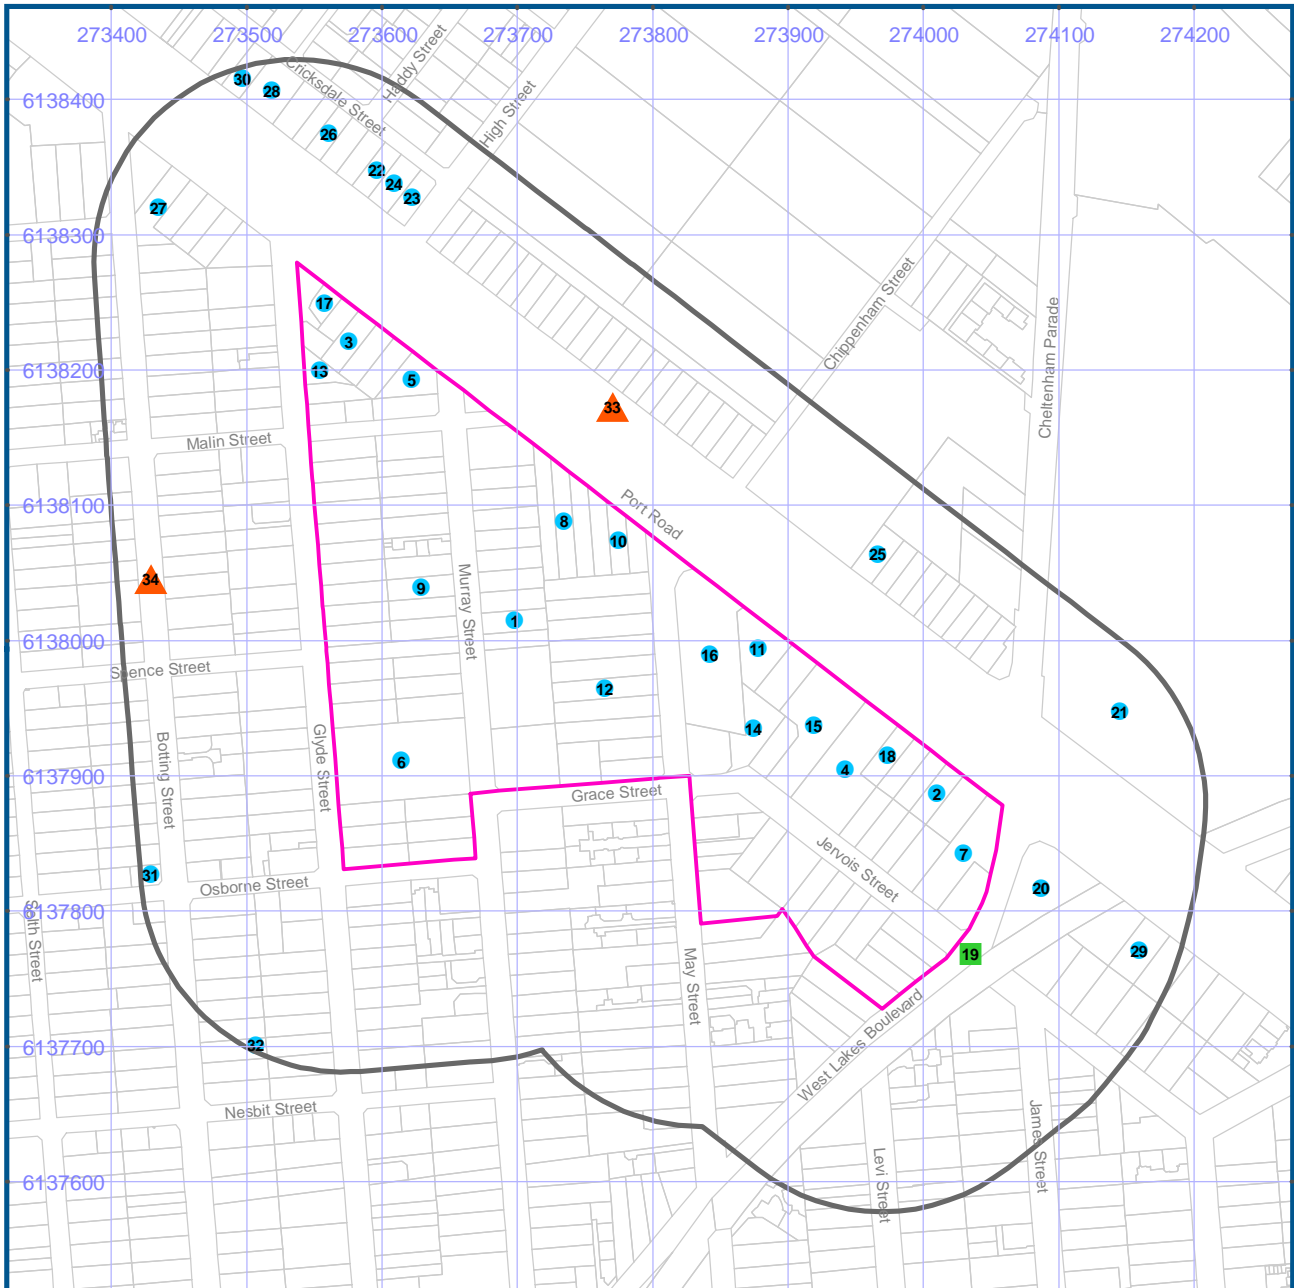 273400 273500 273600 273700 273800 273900 274000 274100 274200
Haddy Street
Cricksdale Street
30
28
6138400
High Street
26
22
24
23
27
6138300
Chippenham Street
17
Cheltenham Parade
3
6138200
13
5
33
Malin Street
6138100
Port Road
8
10
25
34
Murray Street
9
1
6138000
11
16
Spence Street
12
21
15
14
18
Botting Street
Glyde Street
6
4
6137900
Grace Street
2
7
Jervois Street
31
Osborne Street
20
6137800
May Street
19
29
West Lakes Boulevard
32
6137700
Nesbit Street
James Street
Levi Street
6137600